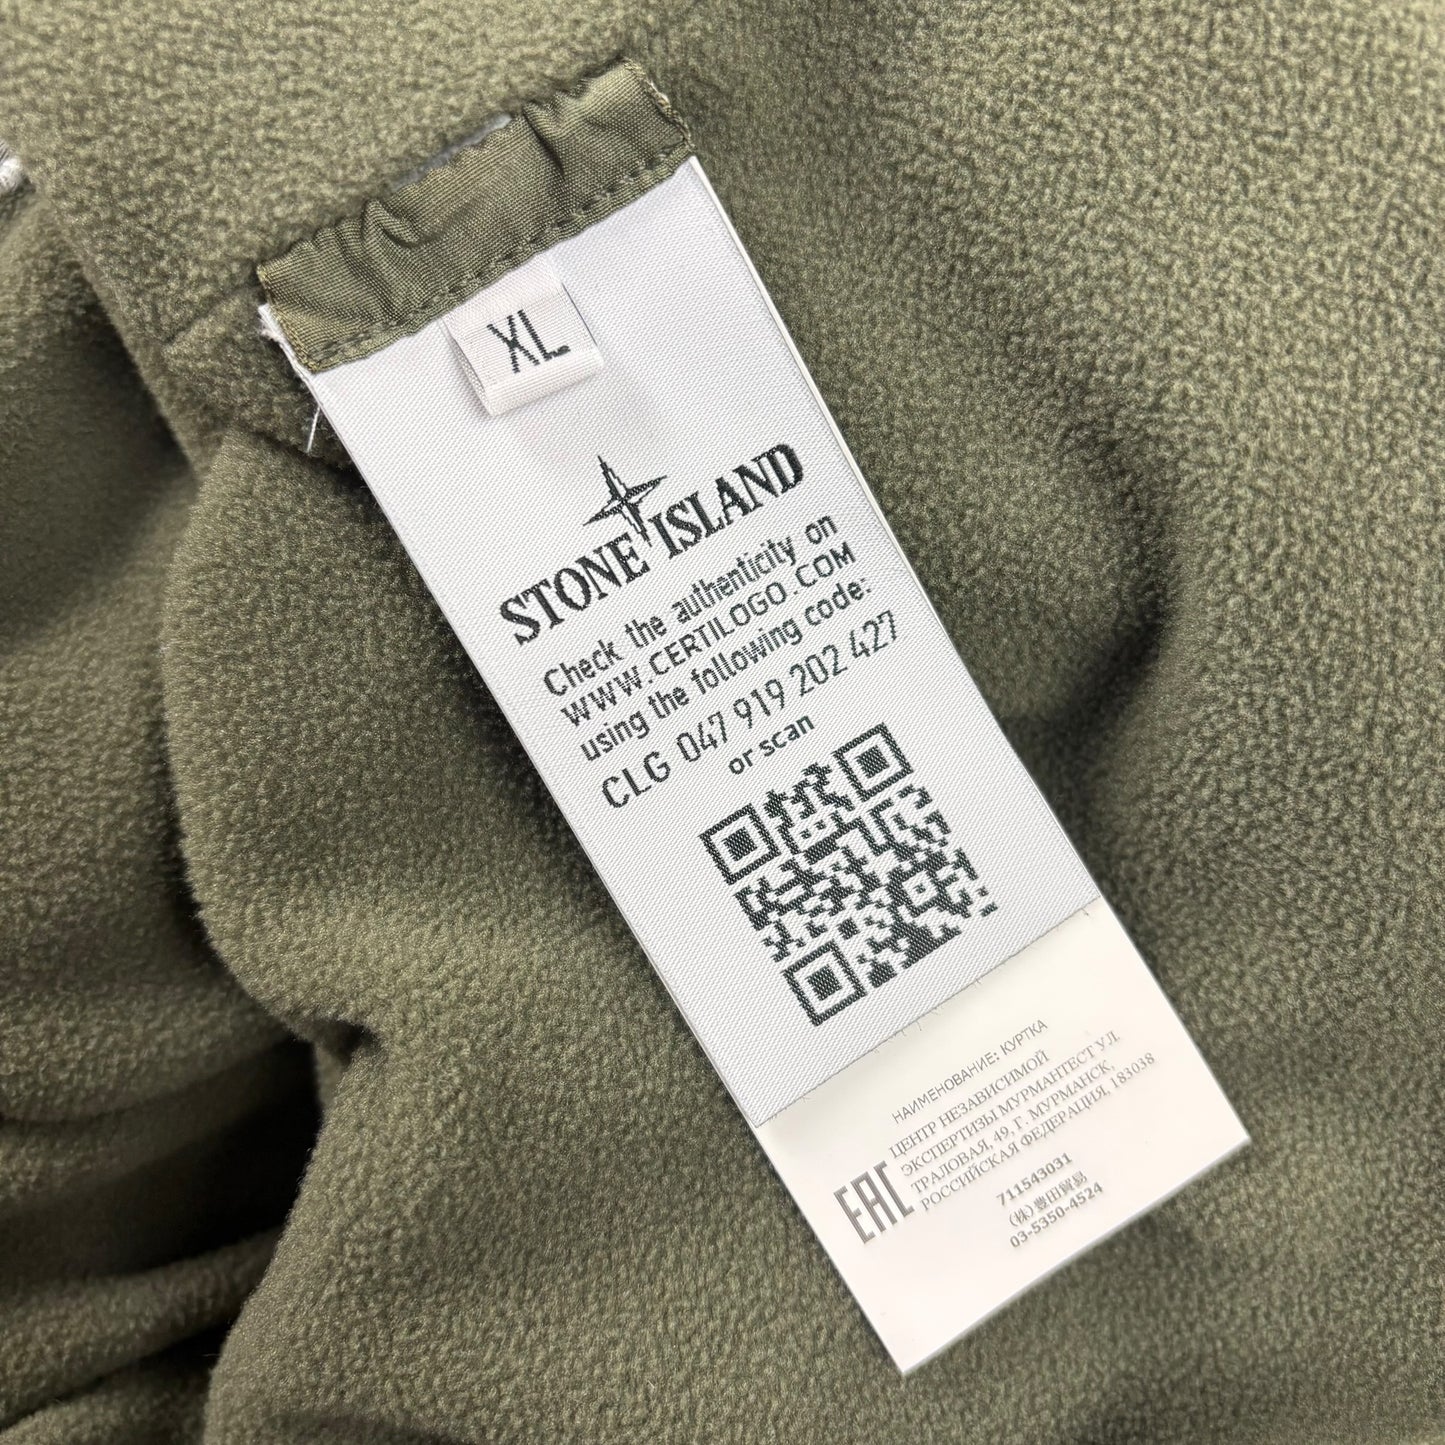 XL
STONE ISLAND
Check the authenticity on
WWW.CERTILOGO.COM
using the following code:
CLG 047 919 202 427
or scan
НАИМЕНОВАНИЕ: КУРТКА
ЦЕНТР НЕЗАВИСИМОЙ
ЭКСПЕРТИЗЫ МУРМАНТЕСТ УЛ.
ТРАЛОВАЯ, 49, Г. МУРМАНСК,
РОССИЙСКАЯ ФЕДЕРАЦИЯ, 183038
EAC
711543031
(株)豊田貿易
03-5350-4524